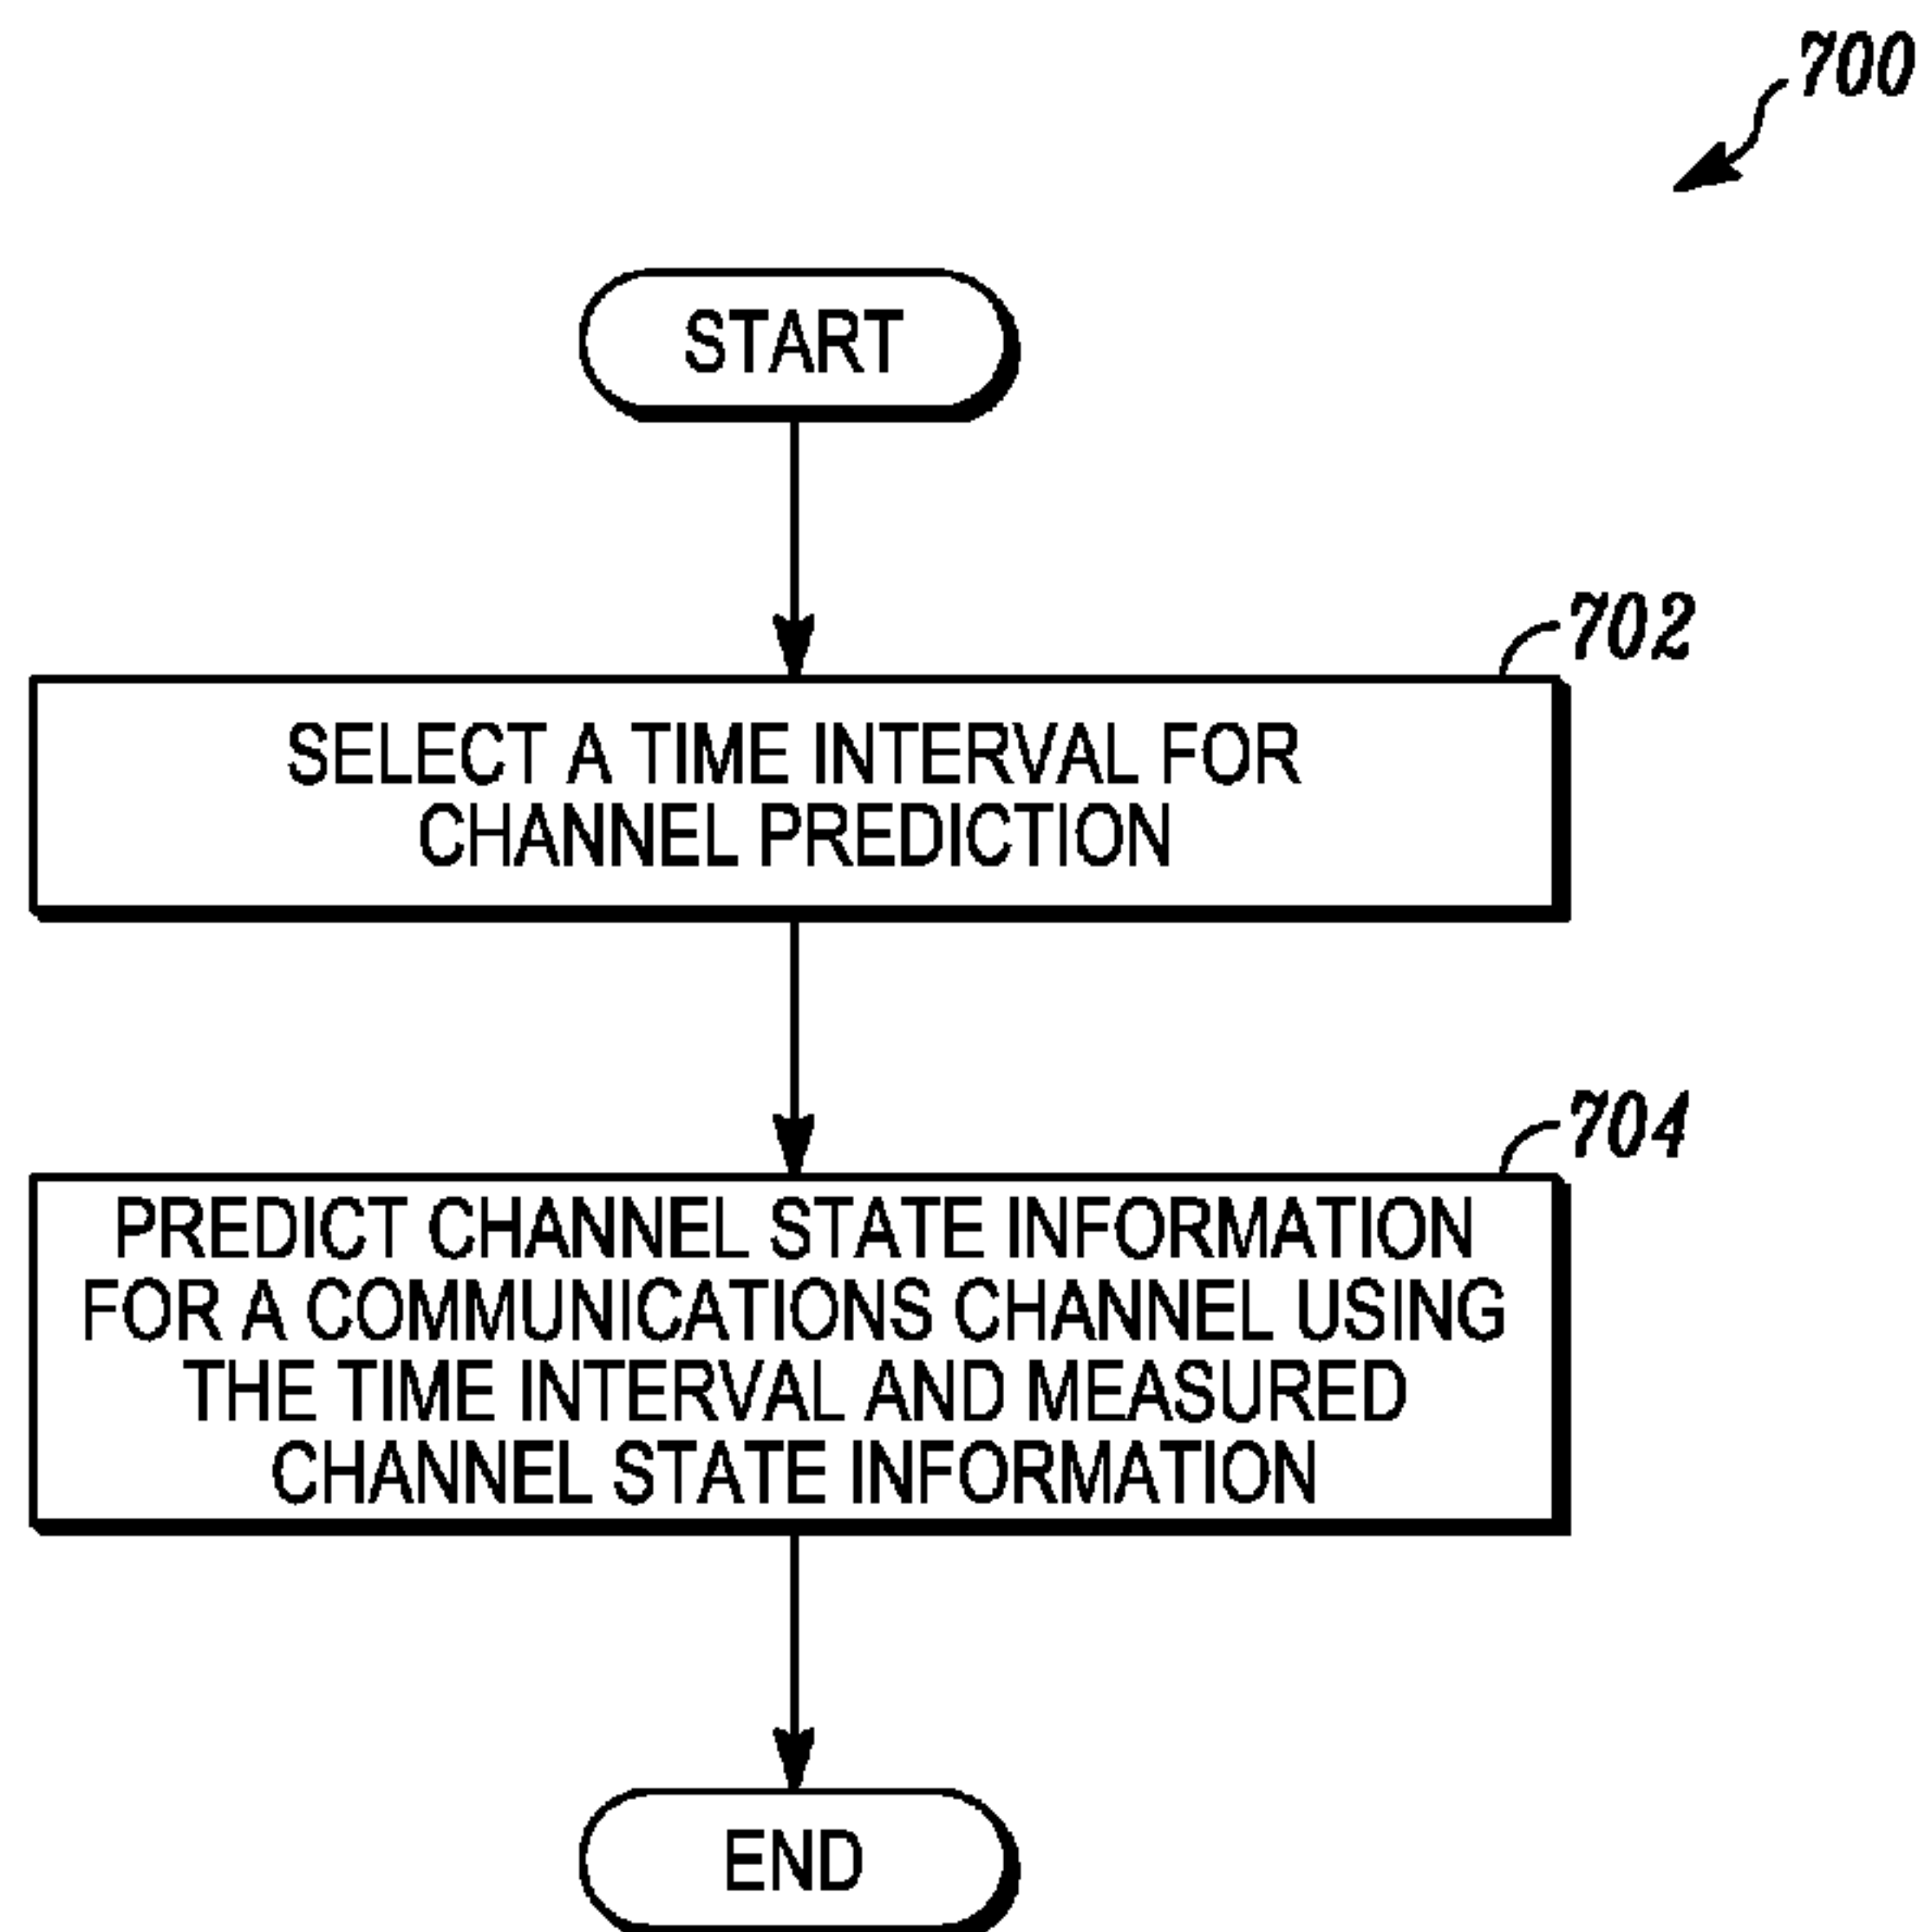 700
START
702
SELECT A TIME INTERVAL FOR
CHANNEL PREDICTION
704
PREDICT CHANNEL STATE INFORMATION
FOR A COMMUNICATIONS CHANNEL USING
THE TIME INTERVAL AND MEASURED
CHANNEL STATE INFORMATION
END